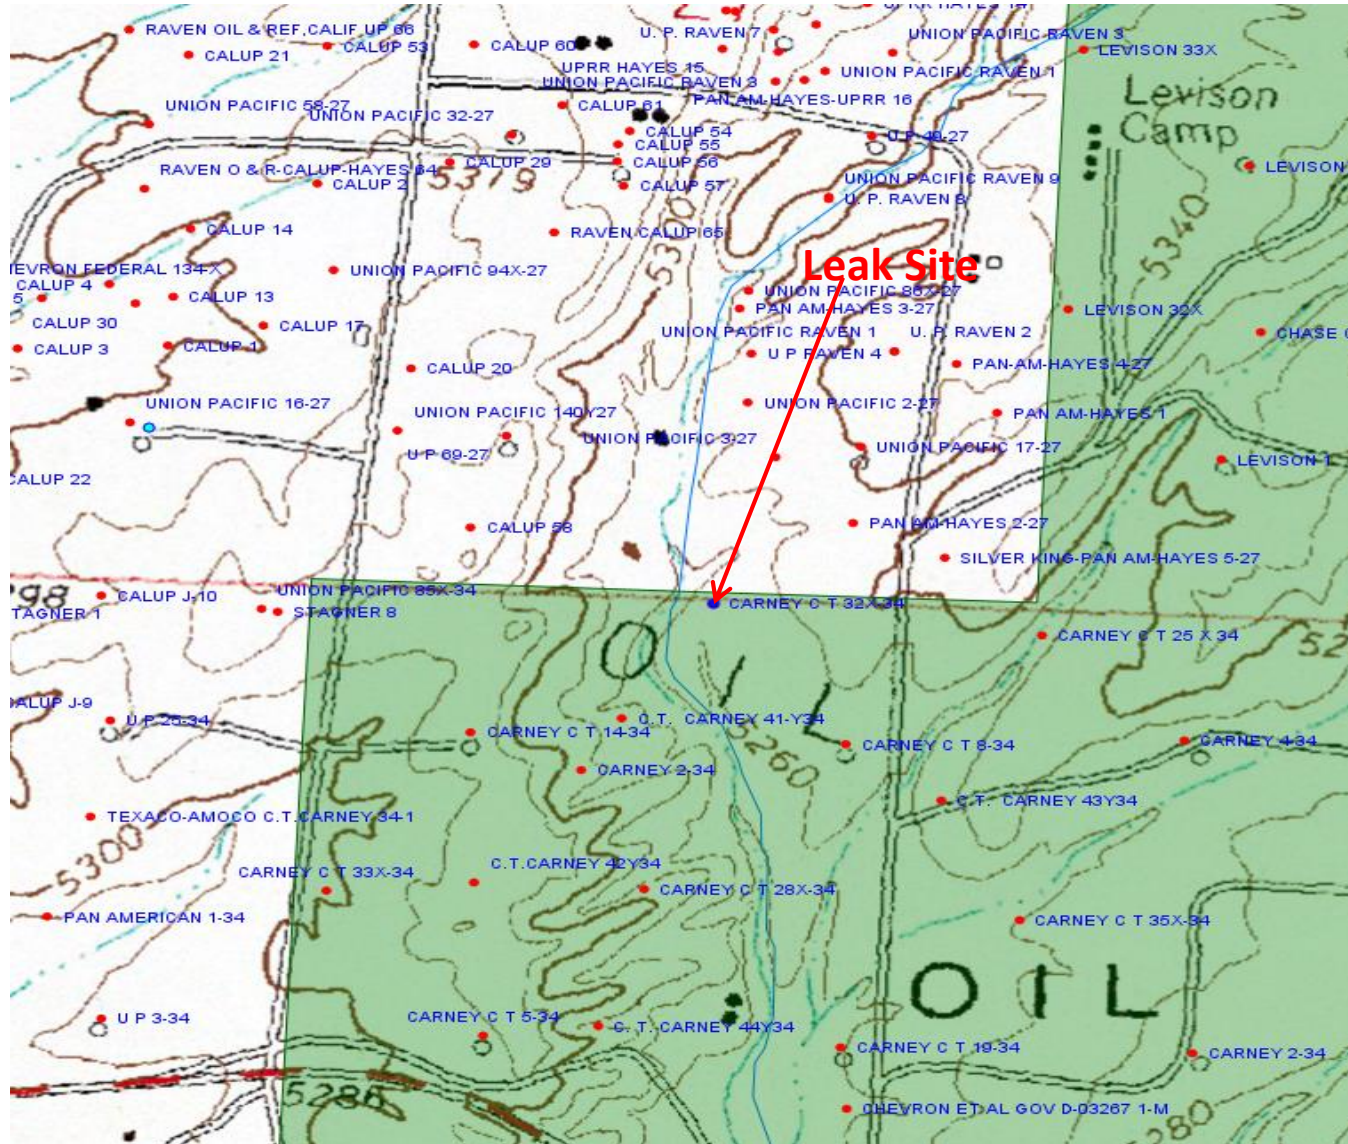 UPRR HAYES 14
RAVEN OIL & REF,CALIF UP 66
U. P. RAVEN 7
UNION PACIFIC RAVEN 3
CALUP 53
CALUP 60
LEVISON 33X
CALUP 21
UPRR HAYES 15
UNION PACIFIC RAVEN 1
UNION PACIFIC RAVEN 3
Levison
Camp
UNION PACIFIC 58-27
CALUP 61
PAN AM-HAYES-UPRR 16
UNION PACIFIC 32-27
CALUP 54
U P 40-27
CALUP 55
RAVEN O & R-CALUP-HAYES 64
CALUP 29
CALUP 56
LEVISON
5319
CALUP 2
CALUP 57
UNION PACIFIC RAVEN 9
U. P. RAVEN 8
5300
5340
CALUP 14
RAVEN CALUP 65
Leak Site
HEVRON FEDERAL 134-X
UNION PACIFIC 94X-27
CALUP 4
5
CALUP 13
UNION PACIFIC 86X-27
PAN AM-HAYES 3-27
LEVISON 32X
CALUP 30
CALUP 17
UNION PACIFIC RAVEN 1
U. P. RAVEN 2
CHASE
CALUP 3
CALUP 1
U P RAVEN 4
CALUP 20
PAN-AM-HAYES 4-27
UNION PACIFIC 16-27
UNION PACIFIC 140Y27
UNION PACIFIC 2-27
PAN AM-HAYES 1
UNION PACIFIC 3-27
UNION PACIFIC 17-27
U P 69-27
LEVISON 1
CALUP 22
CALUP 58
PAN AM-HAYES 2-27
SILVER KING-PAN AM-HAYES 5-27
298
CALUP J-10
UNION PACIFIC 85X-34
CARNEY C T 32X-34
TAGNER 1
STAGNER 8
CARNEY C T 25 X 34
52
OIL
CALUP J-9
U P 25-34
C.T. CARNEY 41-Y34
CARNEY C T 14-34
5260
CARNEY C T 8-34
CARNEY 4-34
CARNEY 2-34
C.T. CARNEY 43Y34
TEXACO-AMOCO C.T.CARNEY 34-1
5300
CARNEY C T 33X-34
C.T.CARNEY 42Y34
CARNEY C T 28X-34
PAN AMERICAN 1-34
CARNEY C T 35X-34
OIL
U P 3-34
CARNEY C T 5-34
C. T. CARNEY 44Y34
CARNEY C T 19-34
CARNEY 2-34
5286
CHEVRON ET AL GOV D-03267 1-M
5280